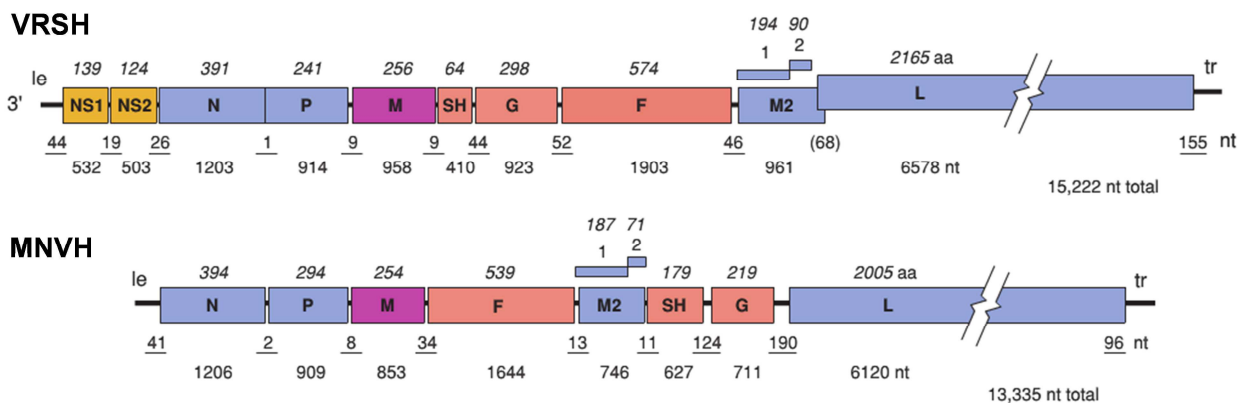 VRSH
194 90
1 2
139 124 391 241 256 64 298 574 2165 aa
le tr
3' NS1 NS2 N P M SH G F M2 L
44 19 26 1 9 9 44 52 46 (68) 155 nt
532 503 1203 914 958 410 923 1903 961 6578 nt
15,222 nt total
MNVH
187 71
1 2
le 394 294 254 539 179 219 2005 aa tr
N P M F M2 SH G L
41 2 8 34 13 11 124 190 96 nt
1206 909 853 1644 746 627 711 6120 nt
13,335 nt total